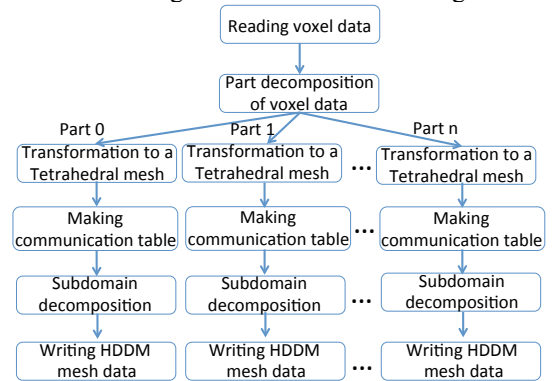 Reading voxel data
Part decomposition
of voxel data
Part 0
Part 1
Part n
Transformation to a
Tetrahedral mesh
Transformation to a
Tetrahedral mesh
...
Transformation to a
Tetrahedral mesh
Making
communication table
Making
communication table
...
Making
communication table
Subdomain
decomposition
Subdomain
decomposition
...
Subdomain
decomposition
Writing HDDM
mesh data
Writing HDDM
mesh data
...
Writing HDDM
mesh data